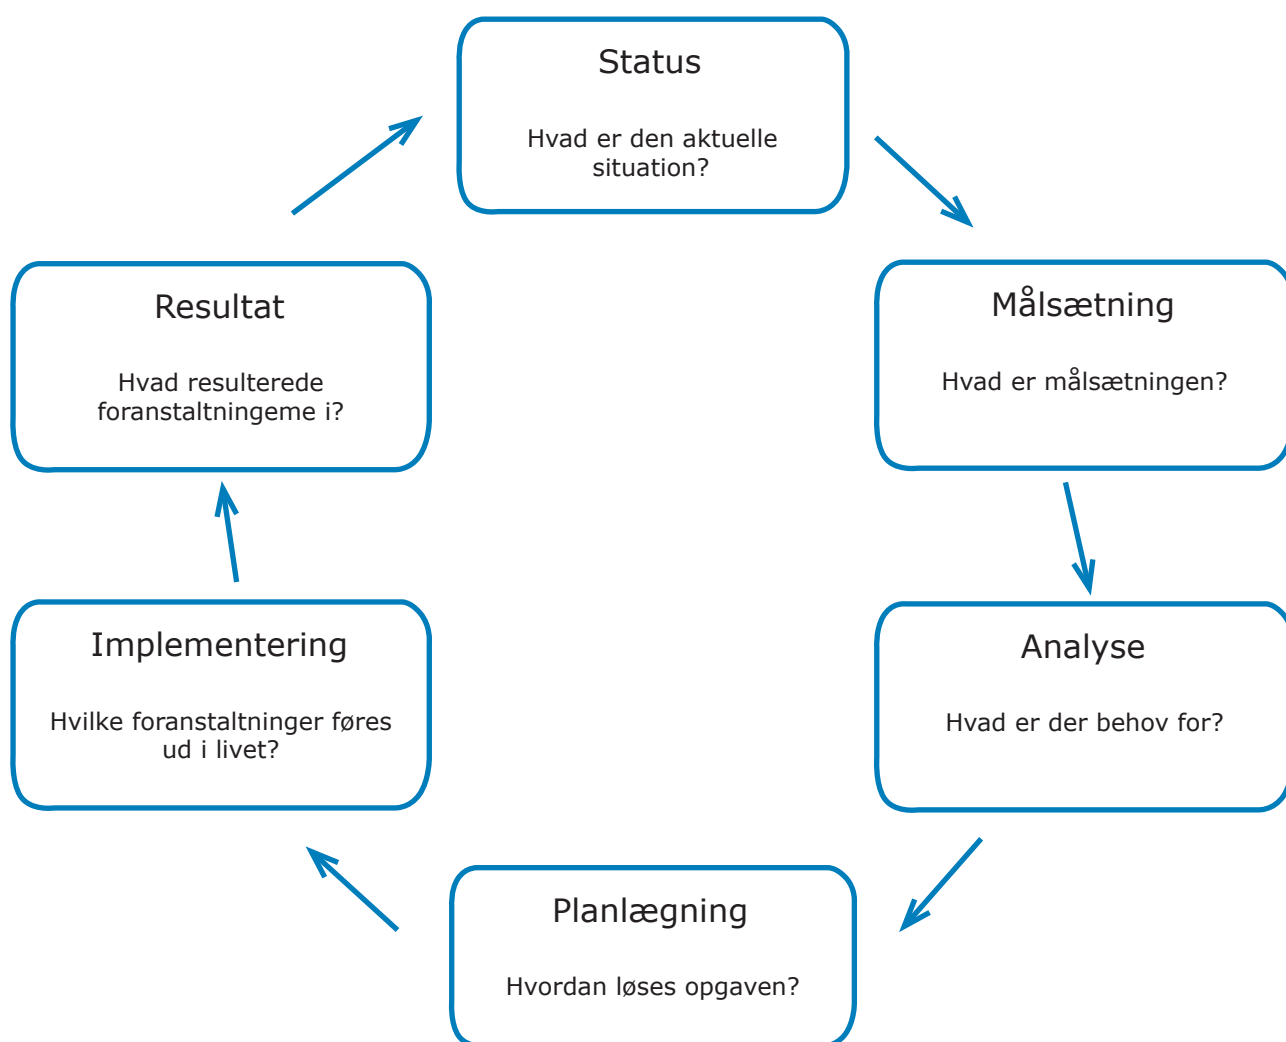 Status
Hvad er den aktuelle
situation?
Målsætning
Hvad er målsætningen?
Analyse
Hvad er der behov for?
Planlægning
Hvordan løses opgaven?
Implementering
Hvilke foranstaltninger føres
ud i livet?
Resultat
Hvad resulterede
foranstaltningeme i?